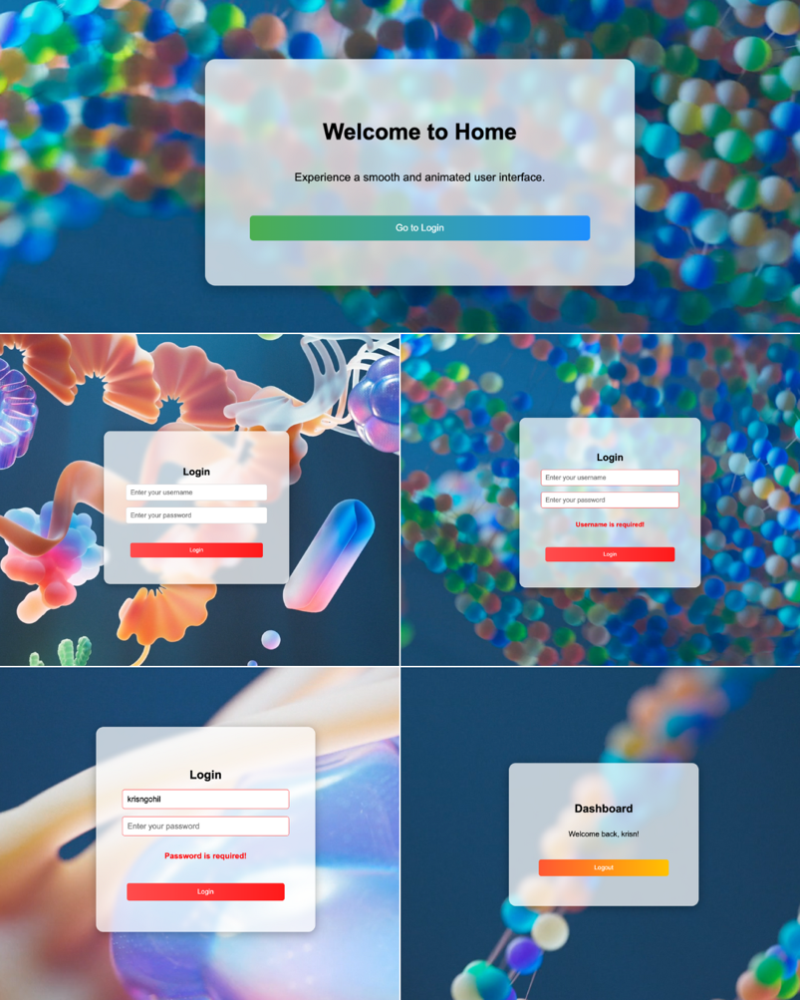 Welcome to Home
Experience a smooth and animated user interface.
Go to Login
Login
Enter your username
Enter your password
Login
Login
Enter your username
Enter your password
Username is required!
Login
Login
krisngohil
Enter your password
Password is required!
Login
Dashboard
Welcome back, krisn!
Logout